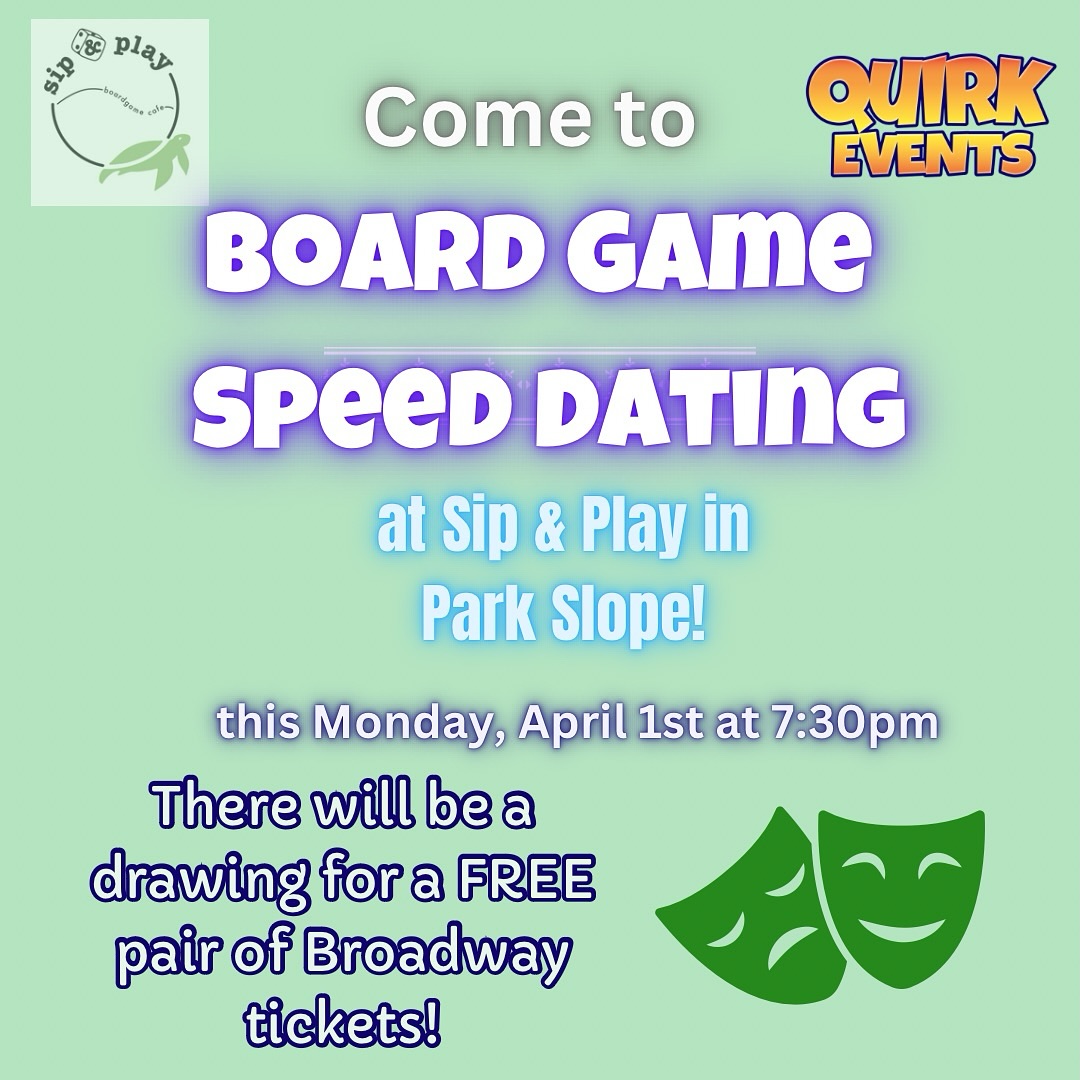 sip & play
boardgame cafe
QUIRK
EVENTS
Come to
BOARD GAme
SPeeD DATING
at Sip & Play in
Park Slope!
this Monday, April 1st at 7:30pm
There will be a
drawing for a FREE
pair of Broadway
tickets!